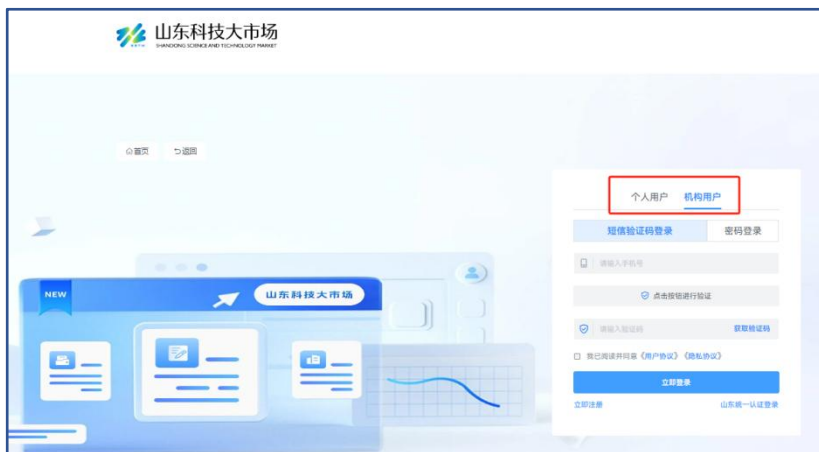 山东科技大市场
SHANDONG SCIENCE AND TECHNOLOGY MARKET
首页 返回
个人用户 机构用户
短信验证码登录 密码登录
请输入手机号
点击按钮进行验证
NEW
山东科技大市场
请输入验证码 获取验证码
我已阅读并同意《用户协议》《隐私协议》
立即登录
立即注册 山东统一认证登录